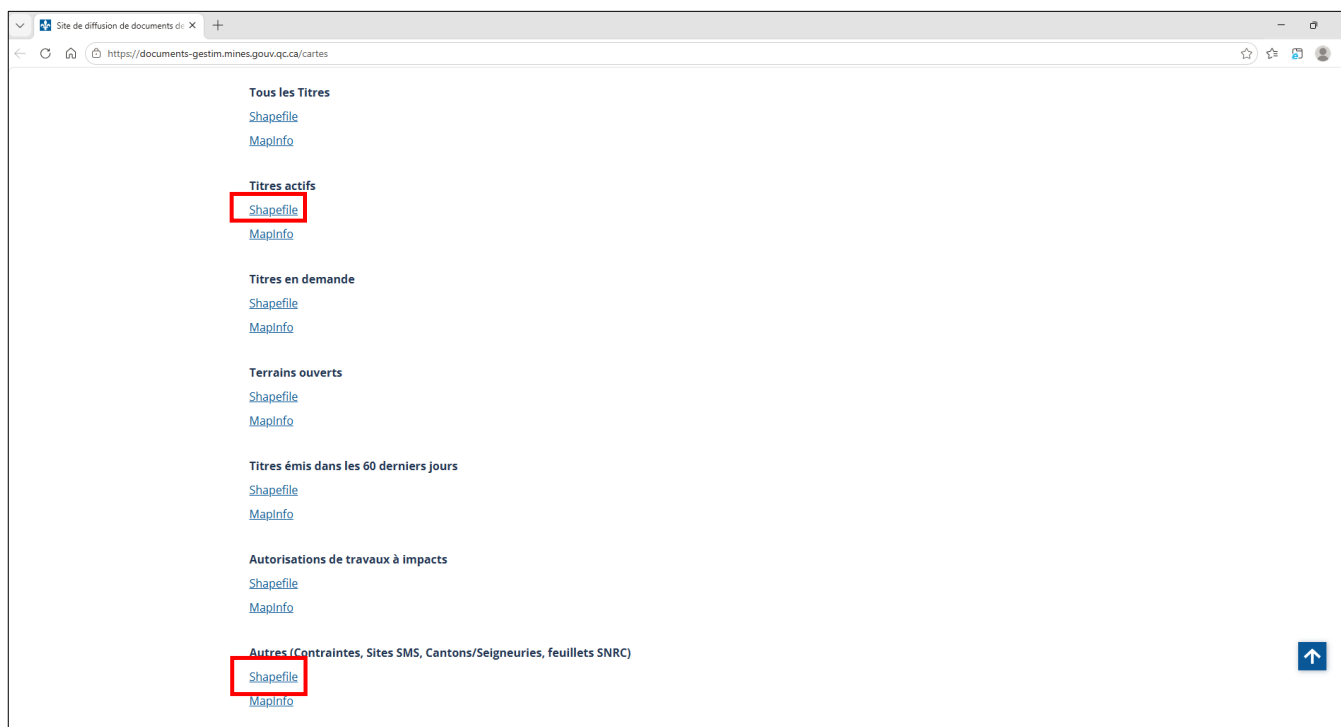 Site de diffusion de documents de
https://documents-gestim.mines.gouv.qc.ca/cartes
Tous les Titres
Shapefile
MapInfo
Titres actifs
Shapefile
MapInfo
Titres en demande
Shapefile
MapInfo
Terrains ouverts
Shapefile
MapInfo
Titres émis dans les 60 derniers jours
Shapefile
MapInfo
Autorisations de travaux à impacts
Shapefile
MapInfo
Autres (Contraintes, Sites SMS, Cantons/Seigneuries, feuillets SNRC)
Shapefile
MapInfo